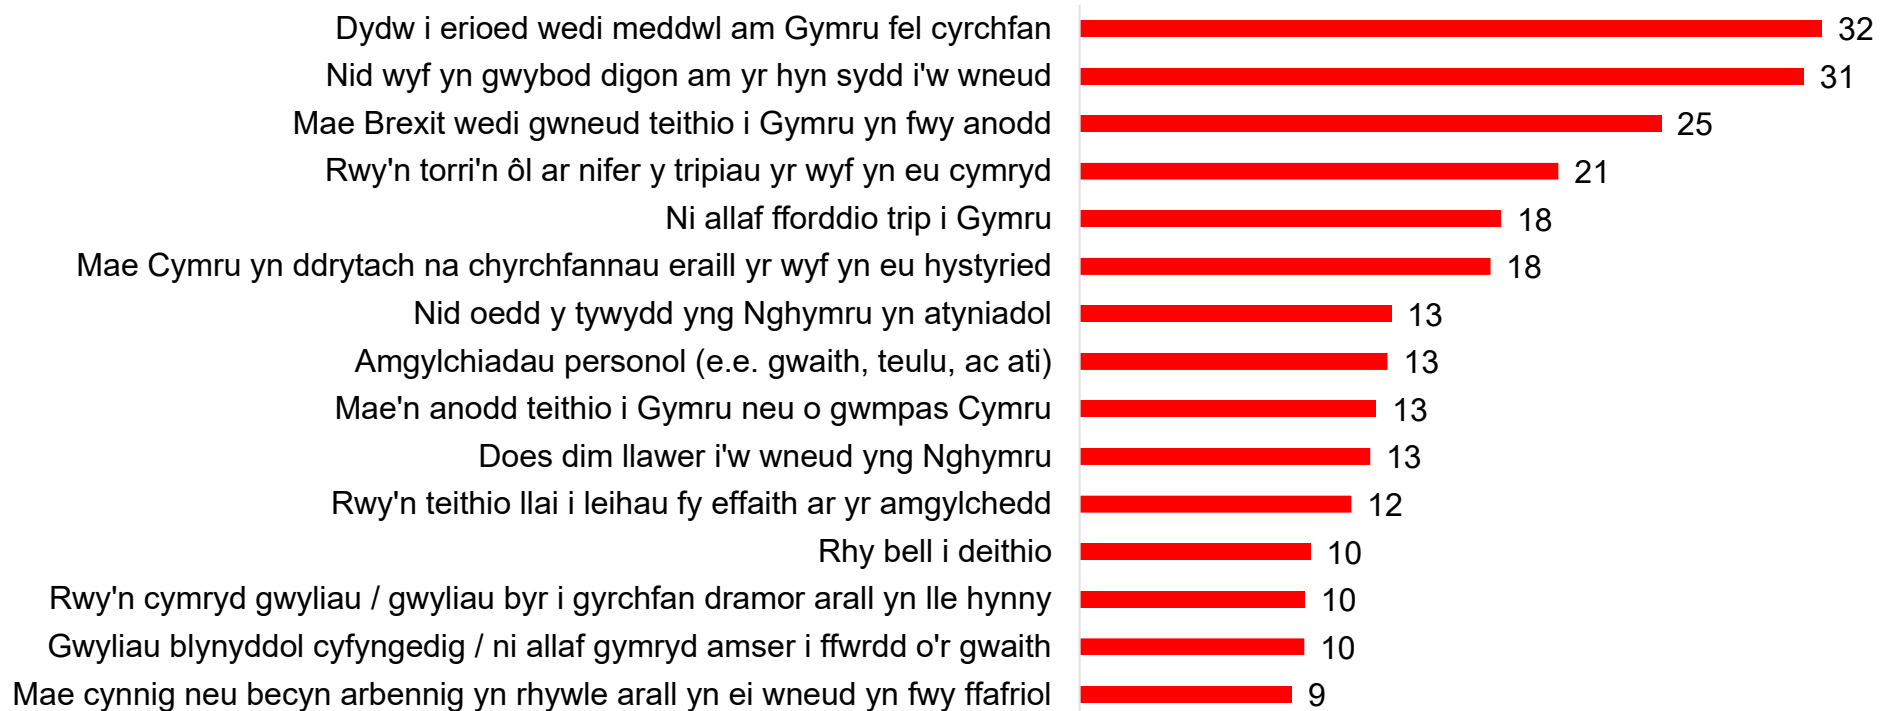 Dydw i erioed wedi meddwl am Gymru fel cyrchfan 32
Nid wyf yn gwybod digon am yr hyn sydd i'w wneud 31
Mae Brexit wedi gwneud teithio i Gymru yn fwy anodd 25
Rwy'n torri'n ôl ar nifer y tripiau yr wyf yn eu cymryd 21
Ni allaf fforddio trip i Gymru 18
Mae Cymru yn ddrytach na chyrchfannau eraill yr wyf yn eu hystyried 18
Nid oedd y tywydd yng Nghymru yn atyniadol 13
Amgylchiadau personol (e.e. gwaith, teulu, ac ati) 13
Mae'n anodd teithio i Gymru neu o gwmpas Cymru 13
Does dim llawer i'w wneud yng Nghymru 13
Rwy'n teithio llai i leihau fy effaith ar yr amgylchedd 12
Rhy bell i deithio 10
Rwy'n cymryd gwyliau / gwyliau byr i gyrchfan dramor arall yn lle hynny 10
Gwyliau blynyddol cyfyngedig / ni allaf gymryd amser i ffwrdd o'r gwaith 10
Mae cynnig neu becyn arbennig yn rhywle arall yn ei wneud yn fwy ffafriol 9